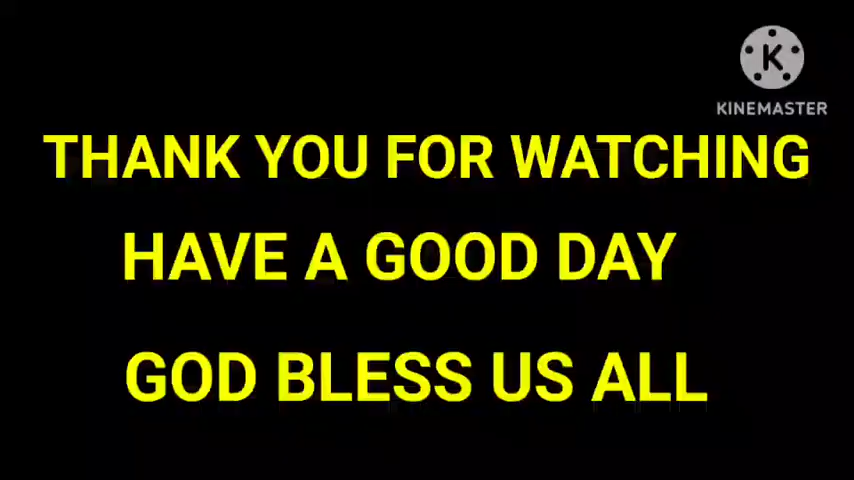 KINEMASTER
THANK YOU FOR WATCHING
HAVE A GOOD DAY
GOD BLESS US ALL